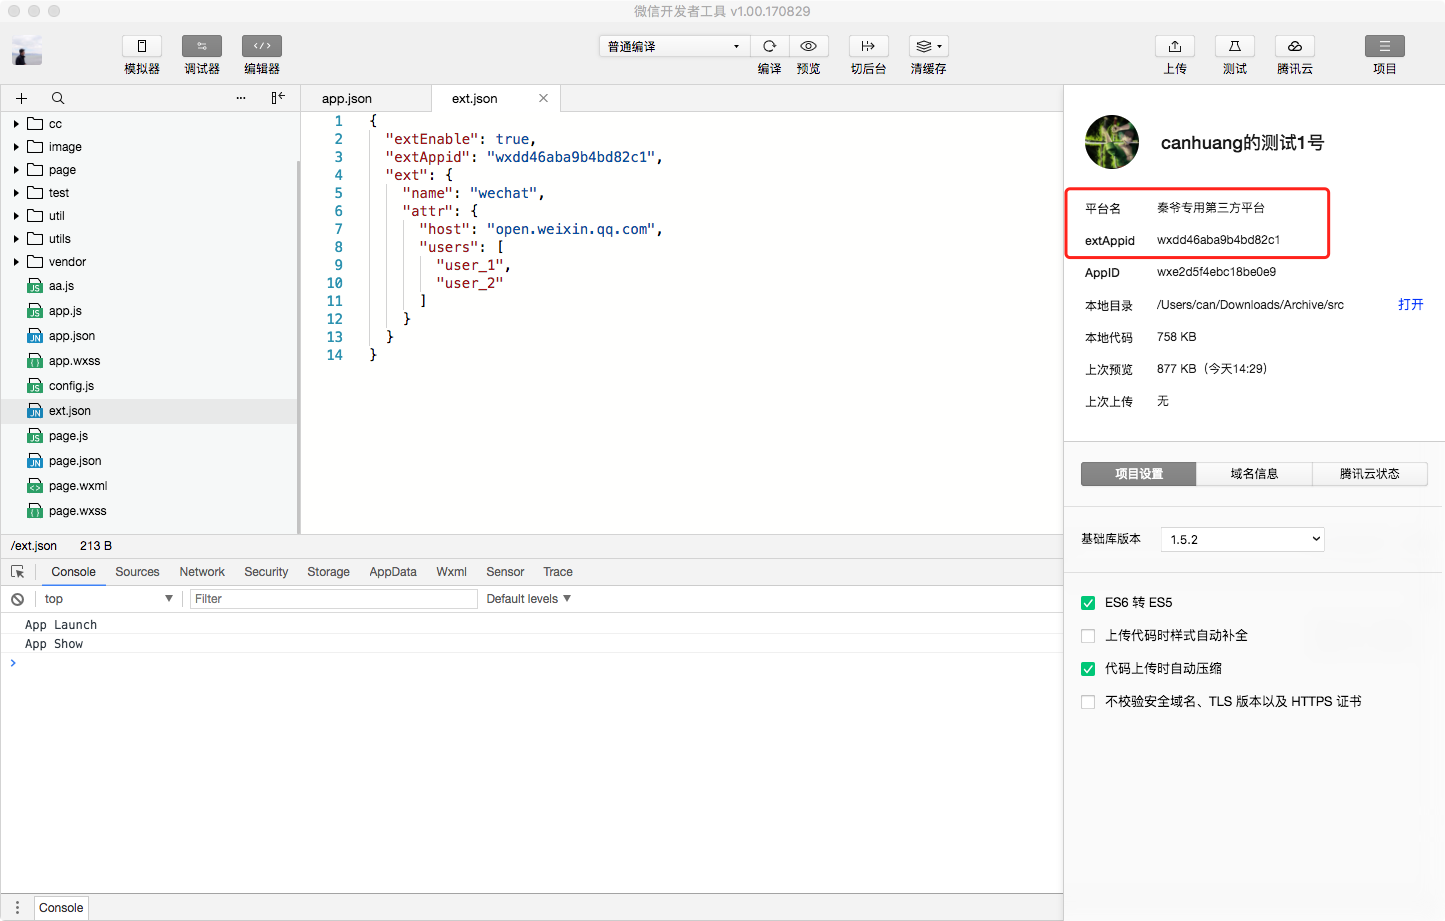 微信开发者工具 v1.00.170829
模拟器 调试器 编辑器 普通编译 编译 预览 切后台 清缓存 上传 测试 腾讯云 项目
app.json ext.json
cc
image
page
test
util
utils
vendor
aa.js
app.js
app.json
app.wxss
config.js
ext.json
page.js
page.json
page.wxml
page.wxss
1 {
2 "extEnable": true,
3 "extAppid": "wxdd46aba9b4bd82c1",
4 "ext": {
5 "name": "wechat",
6 "attr": {
7 "host": "open.weixin.qq.com",
8 "users": [
9 "user_1",
10 "user_2"
11 ]
12 }
13 }
14 }
/ext.json 213 B
Console Sources Network Security Storage AppData Wxml Sensor Trace
top Filter Default levels
App Launch
App Show
Console
canhuang的测试1号
平台名 秦爷专用第三方平台
extAppid wxdd46aba9b4bd82c1
AppID wxe2d5f4ebc18be0e9
本地目录 /Users/can/Downloads/Archive/src 打开
本地代码 758 KB
上次预览 877 KB（今天14:29）
上次上传 无
项目设置 域名信息 腾讯云状态
基础库版本 1.5.2
ES6 转 ES5
上传代码时样式自动补全
代码上传时自动压缩
不校验安全域名、TLS 版本以及 HTTPS 证书